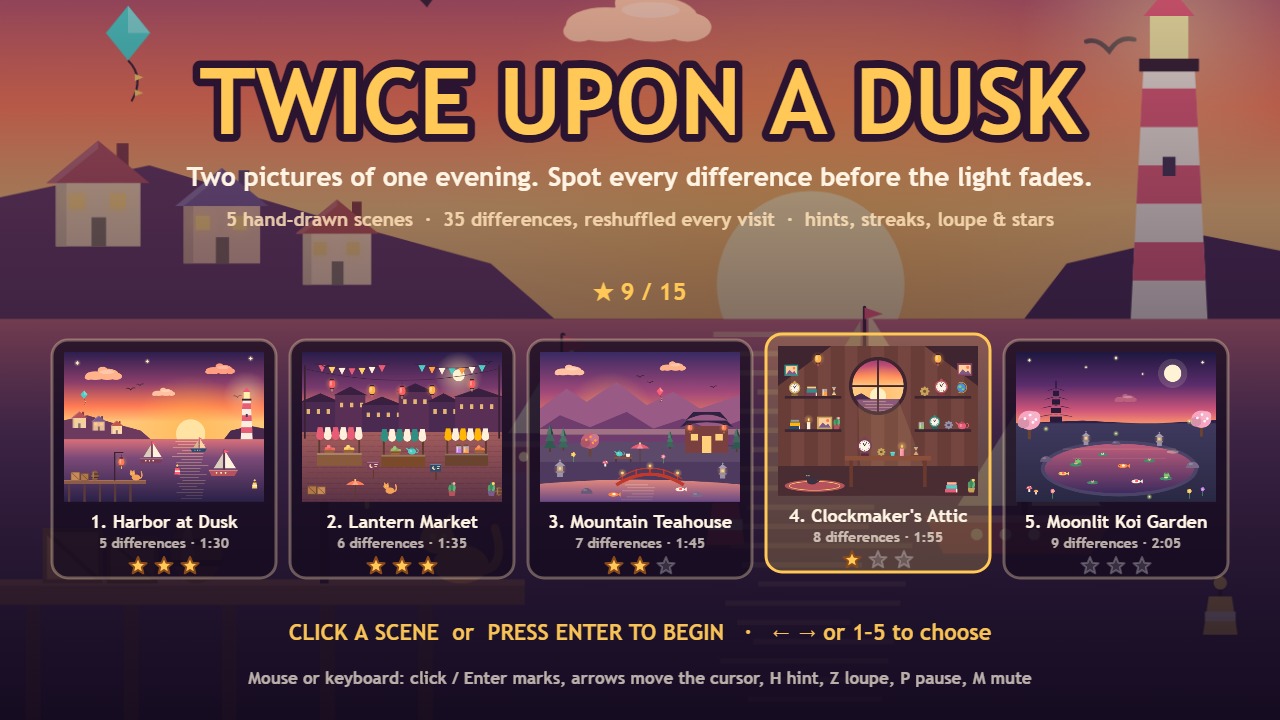 TWICE UPON A DUSK
Two pictures of one evening. Spot every difference before the light fades.
5 hand-drawn scenes · 35 differences, reshuffled every visit · hints, streaks, loupe & stars
★ 9 / 15
1. Harbor at Dusk
5 differences · 1:30
2. Lantern Market
6 differences · 1:35
3. Mountain Teahouse
7 differences · 1:45
4. Clockmaker's Attic
8 differences · 1:55
5. Moonlit Koi Garden
9 differences · 2:05
CLICK A SCENE or PRESS ENTER TO BEGIN · ← → or 1–5 to choose
Mouse or keyboard: click / Enter marks, arrows move the cursor, H hint, Z loupe, P pause, M mute